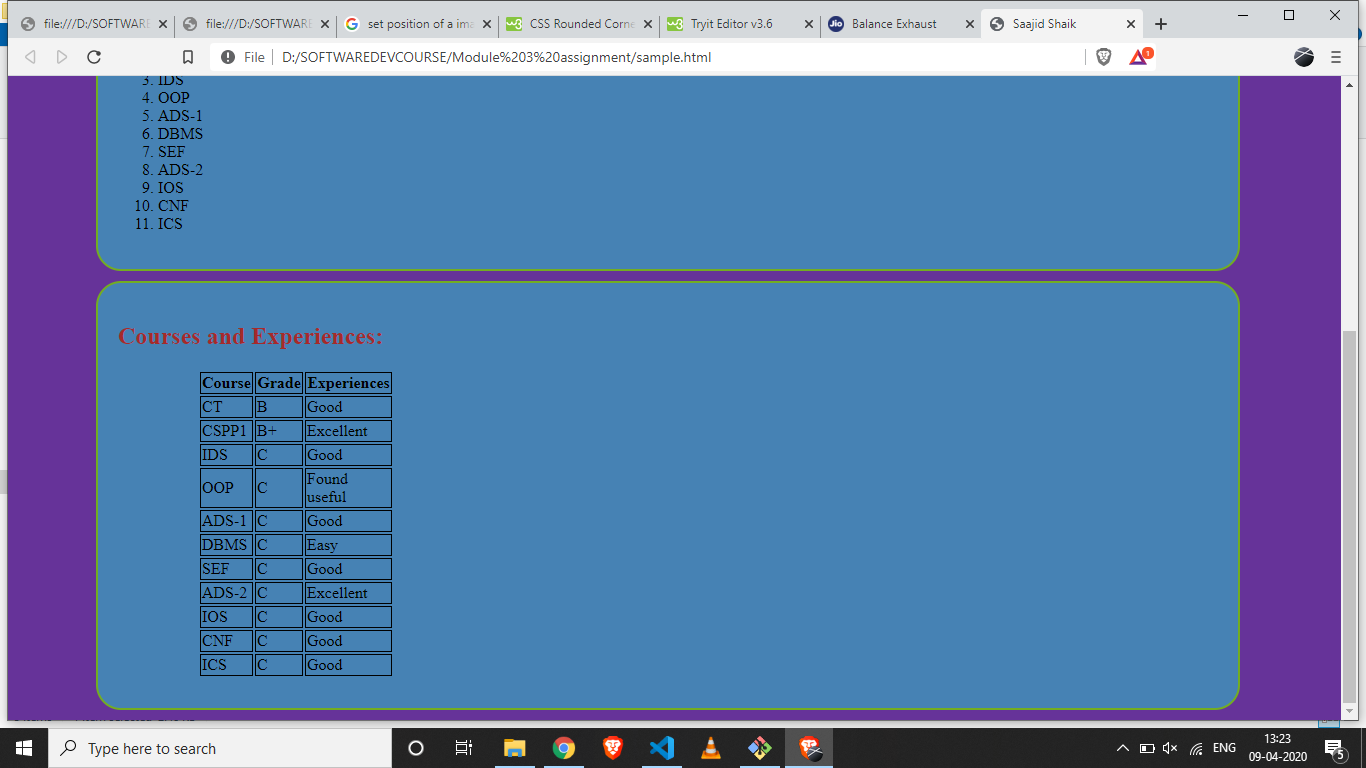 file:///D:/SOFTWARE
file:///D:/SOFTWARE
set position of a ima
CSS Rounded Corne
Tryit Editor v3.6
Jio Balance Exhaust
Saajid Shaik
File D:/SOFTWAREDEVCOURSE/Module%203%20assignment/sample.html
1
3. IDS
4. OOP
5. ADS-1
6. DBMS
7. SEF
8. ADS-2
9. IOS
10. CNF
11. ICS
Courses and Experiences:
Course Grade Experiences
CT B Good
CSPP1 B+ Excellent
IDS C Good
OOP C Found
useful
ADS-1 C Good
DBMS C Easy
SEF C Good
ADS-2 C Excellent
IOS C Good
CNF C Good
ICS C Good
Type here to search
ENG
13:23
09-04-2020
5